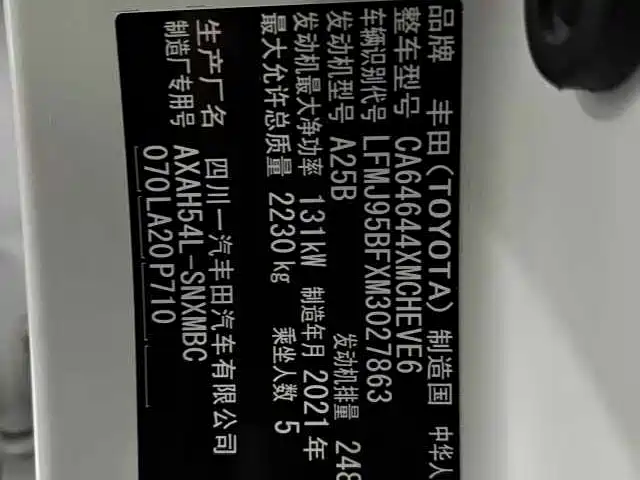 品牌 丰田(TOYOTA) 制造国 中华人
整车型号 CA64644XMCHEVE6
车辆识别代号 LFMJ95BFXM3027863
发动机型号 A25B 发动机排量 248
发动机最大净功率 131kW 制造年月 2021年
最大允许总质量 2230kg 乘坐人数 5
生产厂名 四川一汽丰田汽车有限公司
制造厂专用号 AXAH54L-SNXMBC
070LA20P710